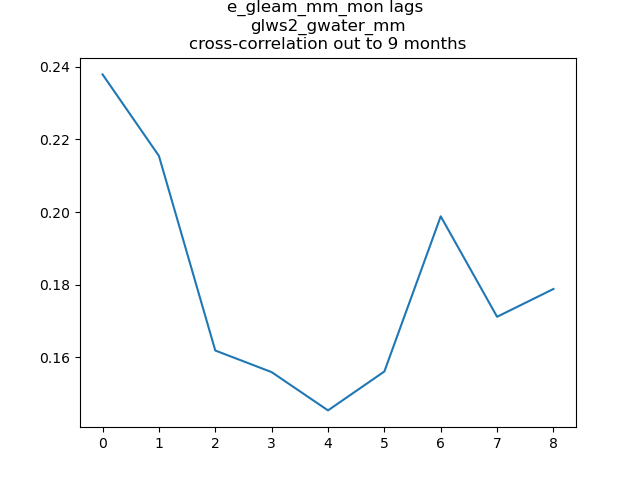 e_gleam_mm_mon lags
glws2_gwater_mm
cross-correlation out to 9 months
0.24
0.22
0.20
0.18
0.16
0 1 2 3 4 5 6 7 8